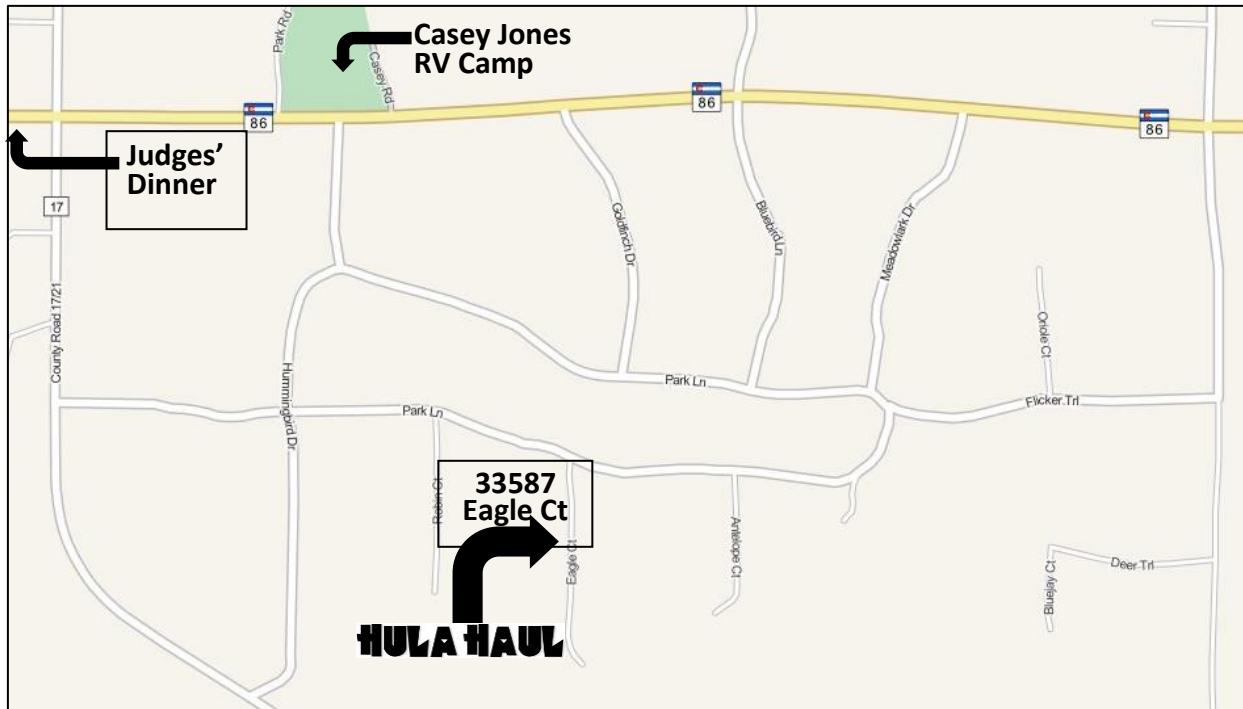 Park Rd
Casey Jones
RV Camp
Casey Rd
86
86
86
Judges’
Dinner
17
Goldfinch Dr
Bluebird Ln
Meadowlark Dr
County Road 17/21
Oriole Ct
Hummingbird Dr
Park Ln
Flicker Trl
Park Ln
33587
Eagle Ct
Robin Ct
Eagle Ct
Antelope Ct
Bluejay Ct
Deer Trl
HULA HAUL